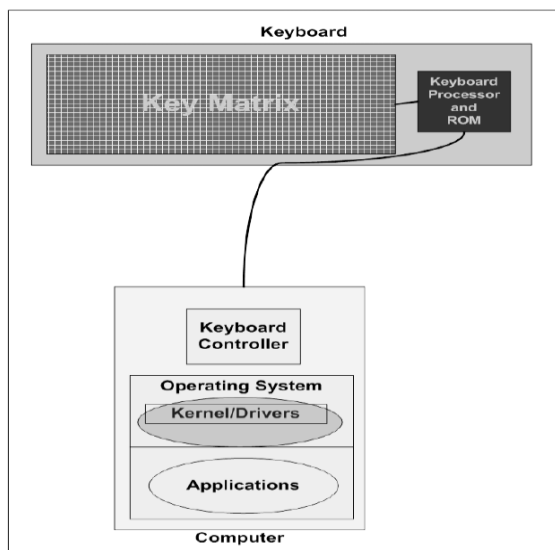 Keyboard
Key Matrix
Keyboard
Processor
and
ROM
Keyboard
Controller
Operating System
Kernel/Drivers
Applications
Computer